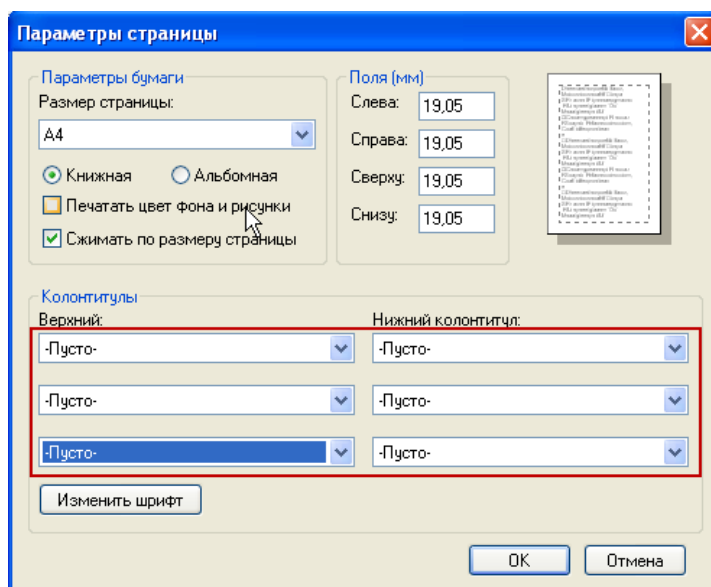 Параметры страницы
Параметры бумаги
Размер страницы:
A4
Книжная Альбомная
Печатать цвет фона и рисунки
Сжимать по размеру страницы
Поля (мм)
Слева: 19,05
Справа: 19,05
Сверху: 19,05
Снизу: 19,05
Колонтитулы
Верхний: Нижний колонтитул:
-Пусто- -Пусто-
-Пусто- -Пусто-
-Пусто- -Пусто-
Изменить шрифт
OK Отмена